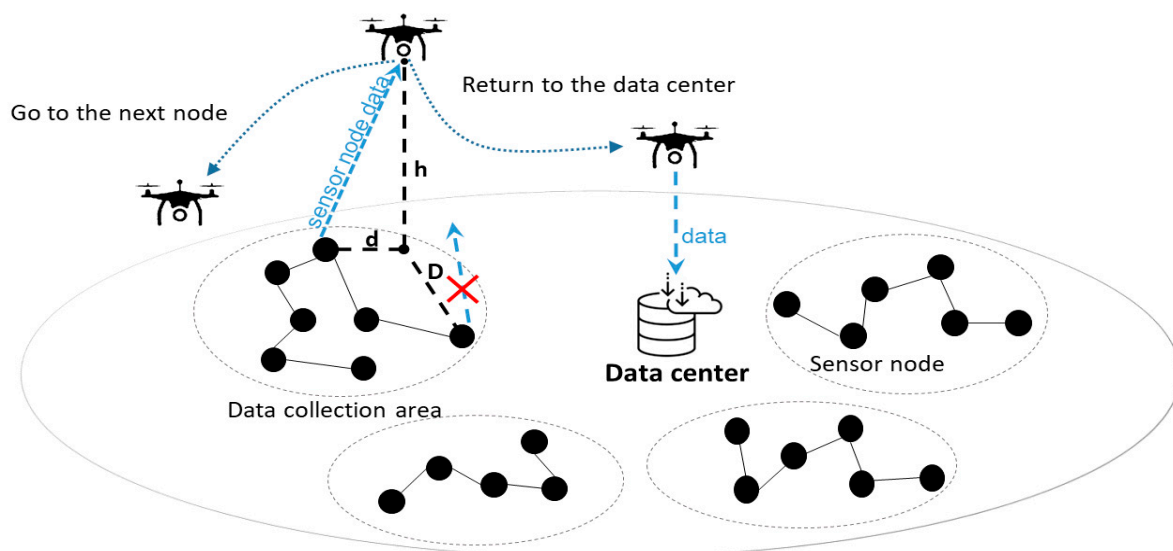 Go to the next node
Return to the data center
sensor node data
h
d
D
data
Data center
Sensor node
Data collection area